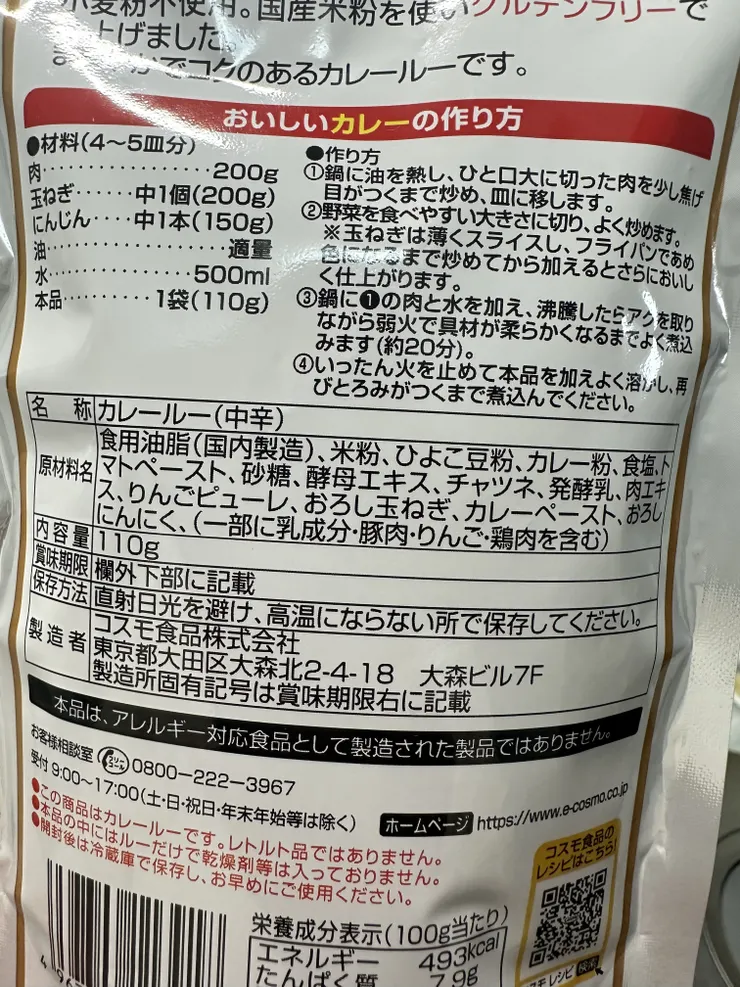 小麦粉不使用。国産米粉を使いグルテンフリーで
上げました。
でコクのあるカレールーです。
おいしいカレーの作り方
●材料(4〜5皿分)
肉‥‥‥‥‥‥‥200g
玉ねぎ‥‥‥中1個(200g)
にんじん‥‥中1本(150g)
油‥‥‥‥‥‥‥‥適量
水‥‥‥‥‥‥‥500ml
本品‥‥‥‥‥1袋(110g)
●作り方
①鍋に油を熱し、ひと口大に切った肉を少し焦げ
目がつくまで炒め、皿に移します。
②野菜を食べやすい大きさに切り、よく炒めます。
※玉ねぎは薄くスライスし、フライパンであめ
色になるまで炒めてから加えるとさらにおいし
く仕上がります。
③鍋に❶の肉と水を加え、沸騰したらアクを取り
ながら弱火で具材が柔らかくなるまでよく煮込
みます(約20分)。
④いったん火を止めて本品を加えよく溶かし、再
びとろみがつくまで煮込んでください。
名 称 カレールー(中辛)
原材料名 食用油脂(国内製造)、米粉、ひよこ豆粉、カレー粉、食塩、ト
マトペースト、砂糖、酵母エキス、チャツネ、発酵乳、肉エキ
ス、りんごピューレ、おろし玉ねぎ、カレーペースト、おろし
にんにく、(一部に乳成分・豚肉・りんご・鶏肉を含む)
内容量 110g
賞味期限 欄外下部に記載
保存方法 直射日光を避け、高温にならない所で保存してください。
製造者 コスモ食品株式会社
東京都大田区大森北2-4-18 大森ビル7F
製造所固有記号は賞味期限右に記載
本品は、アレルギー対応食品として製造された製品ではありません。
お客様相談室 フリーコール 0800-222-3967
受付 9:00〜17:00(土・日・祝日・年末年始等は除く)
ホームページ https://www.e-cosmo.co.jp
●この商品はカレールーです。レトルト品ではありません。
●本品の中にはルーだけで乾燥剤等は入っておりません。
●開封後は冷蔵庫で保存し、お早めにご使用ください。
コスモ食品の
レシピはこちら!
スモレシピ 検索
栄養成分表示(100g当たり)
エネルギー 493kcal
たんぱく質 7.9g